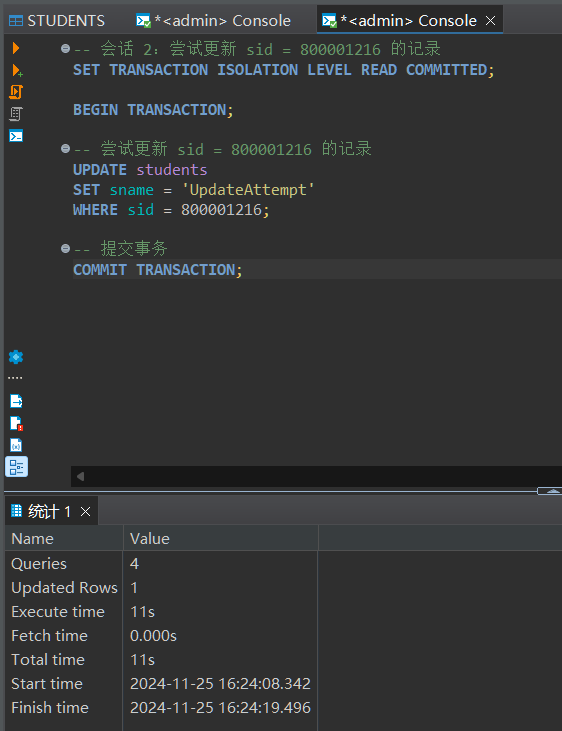 STUDENTS *<admin> Console *<admin> Console
-- 会话 2: 尝试更新 sid = 800001216 的记录
SET TRANSACTION ISOLATION LEVEL READ COMMITTED;
BEGIN TRANSACTION;
-- 尝试更新 sid = 800001216 的记录
UPDATE students
SET sname = 'UpdateAttempt'
WHERE sid = 800001216;
-- 提交事务
COMMIT TRANSACTION;
统计 1
Name Value
Queries 4
Updated Rows 1
Execute time 11s
Fetch time 0.000s
Total time 11s
Start time 2024-11-25 16:24:08.342
Finish time 2024-11-25 16:24:19.496